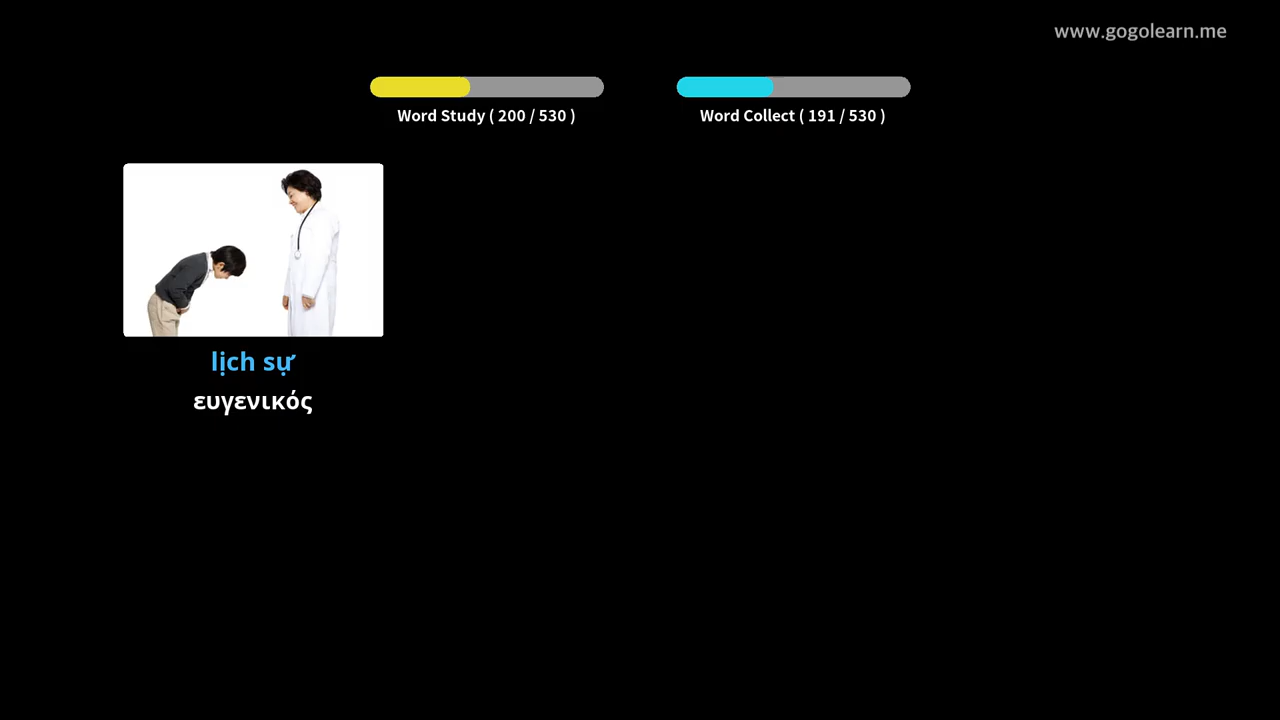 www.gogolearn.me
Word Study ( 200 / 530 )
Word Collect ( 191 / 530 )
lịch sự
ευγενικός